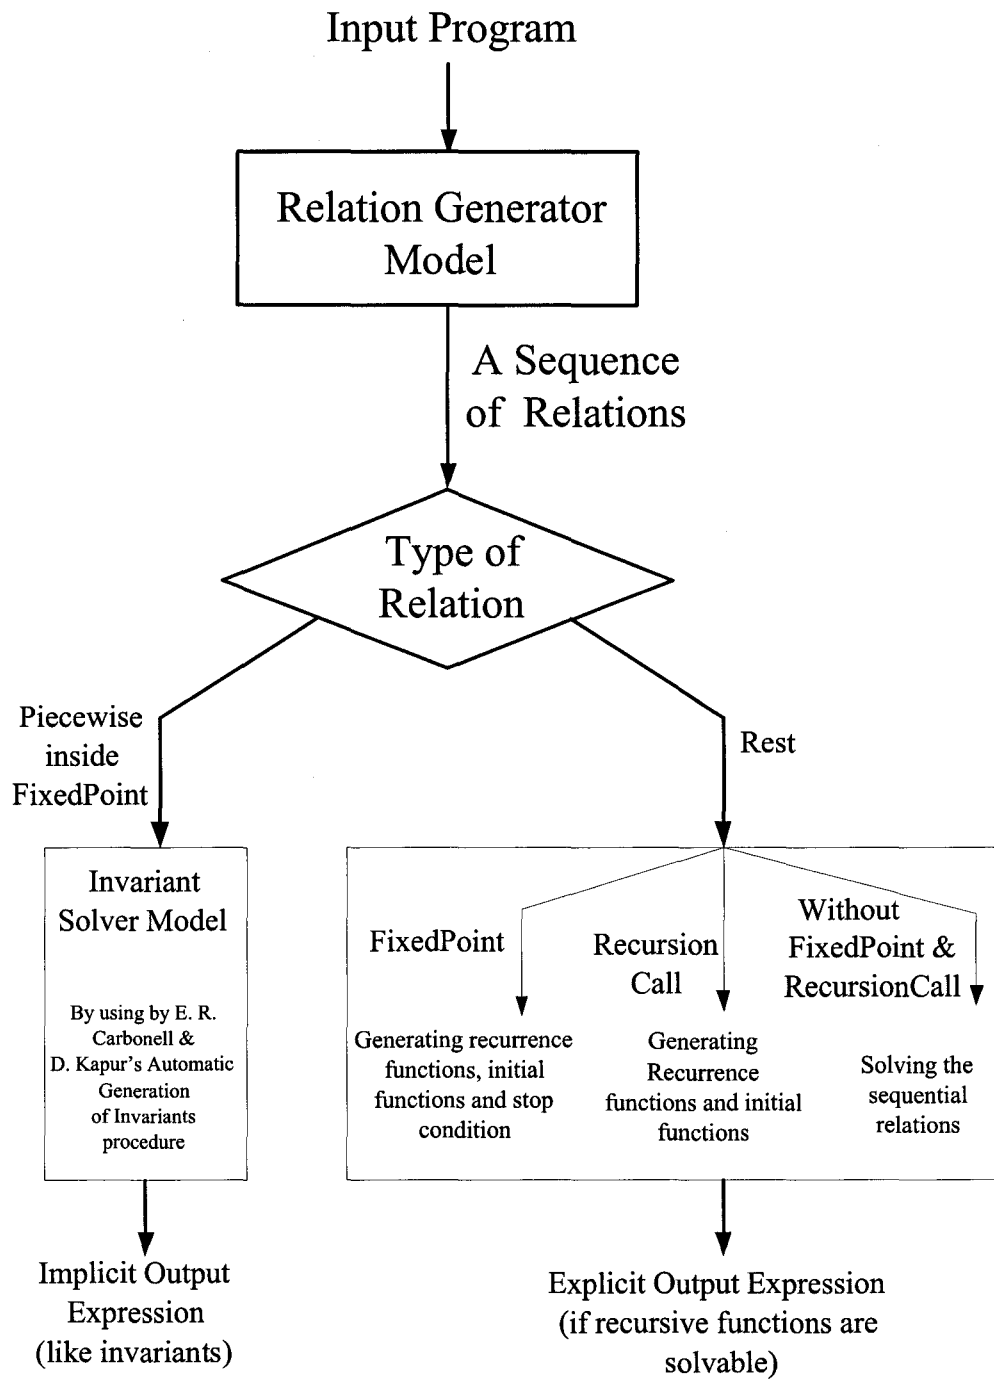 Input Program
Relation Generator
Model
A Sequence
of Relations
Type of
Relation
Piecewise
inside
FixedPoint
Rest
Invariant
Solver Model
By using by E. R.
Carbonell &
D. Kapur's Automatic
Generation
of Invariants
procedure
FixedPoint
Recursion
Call
Without
FixedPoint &
RecursionCall
Generating recurrence
functions, initial
functions and stop
condition
Generating
Recurrence
functions and initial
functions
Solving the
sequential
relations
Implicit Output
Expression
(like invariants)
Explicit Output Expression
(if recursive functions are
solvable)